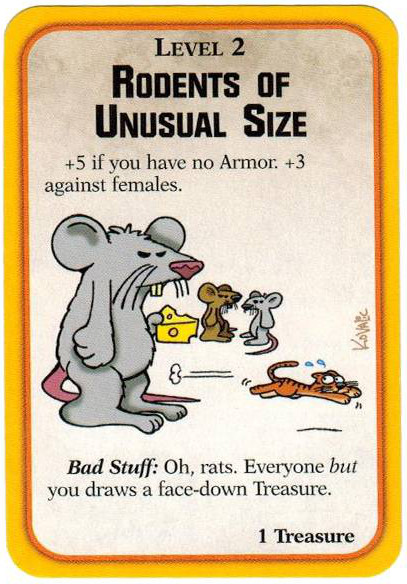 LEVEL 2
RODENTS OF
UNUSUAL SIZE
+5 if you have no Armor. +3
against females.
KOVALIC
Bad Stuff: Oh, rats. Everyone but
you draws a face-down Treasure.
1 Treasure